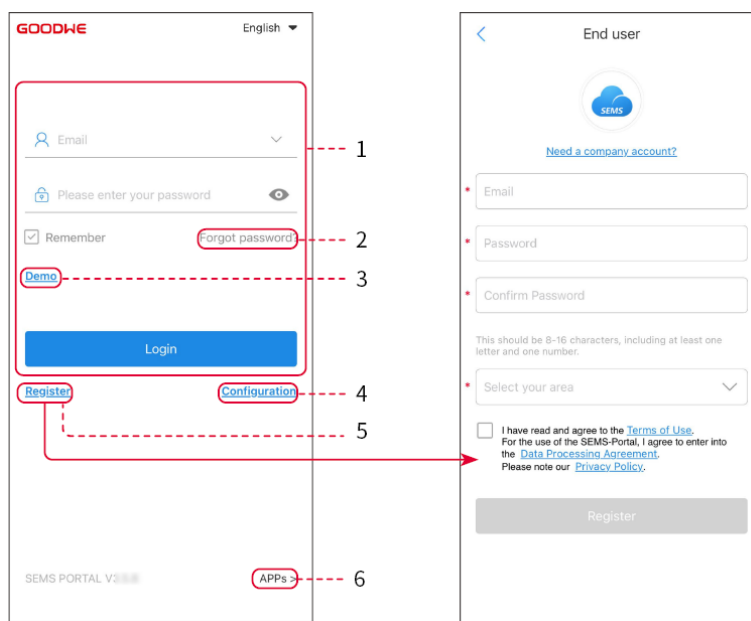 GOODWE
English
Email
1
Please enter your password
Remember
Forgot password?
2
Demo
3
Login
Register
Configuration
4
5
SEMS PORTAL
APPs >
6
End user
SEMS
Need a company account?
* Email
* Password
* Confirm Password
This should be 8-16 characters, including at least one
letter and one number.
* Select your area
I have read and agree to the Terms of Use.
For the use of the SEMS-Portal, I agree to enter into
the Data Processing Agreement.
Please note our Privacy Policy.
Register